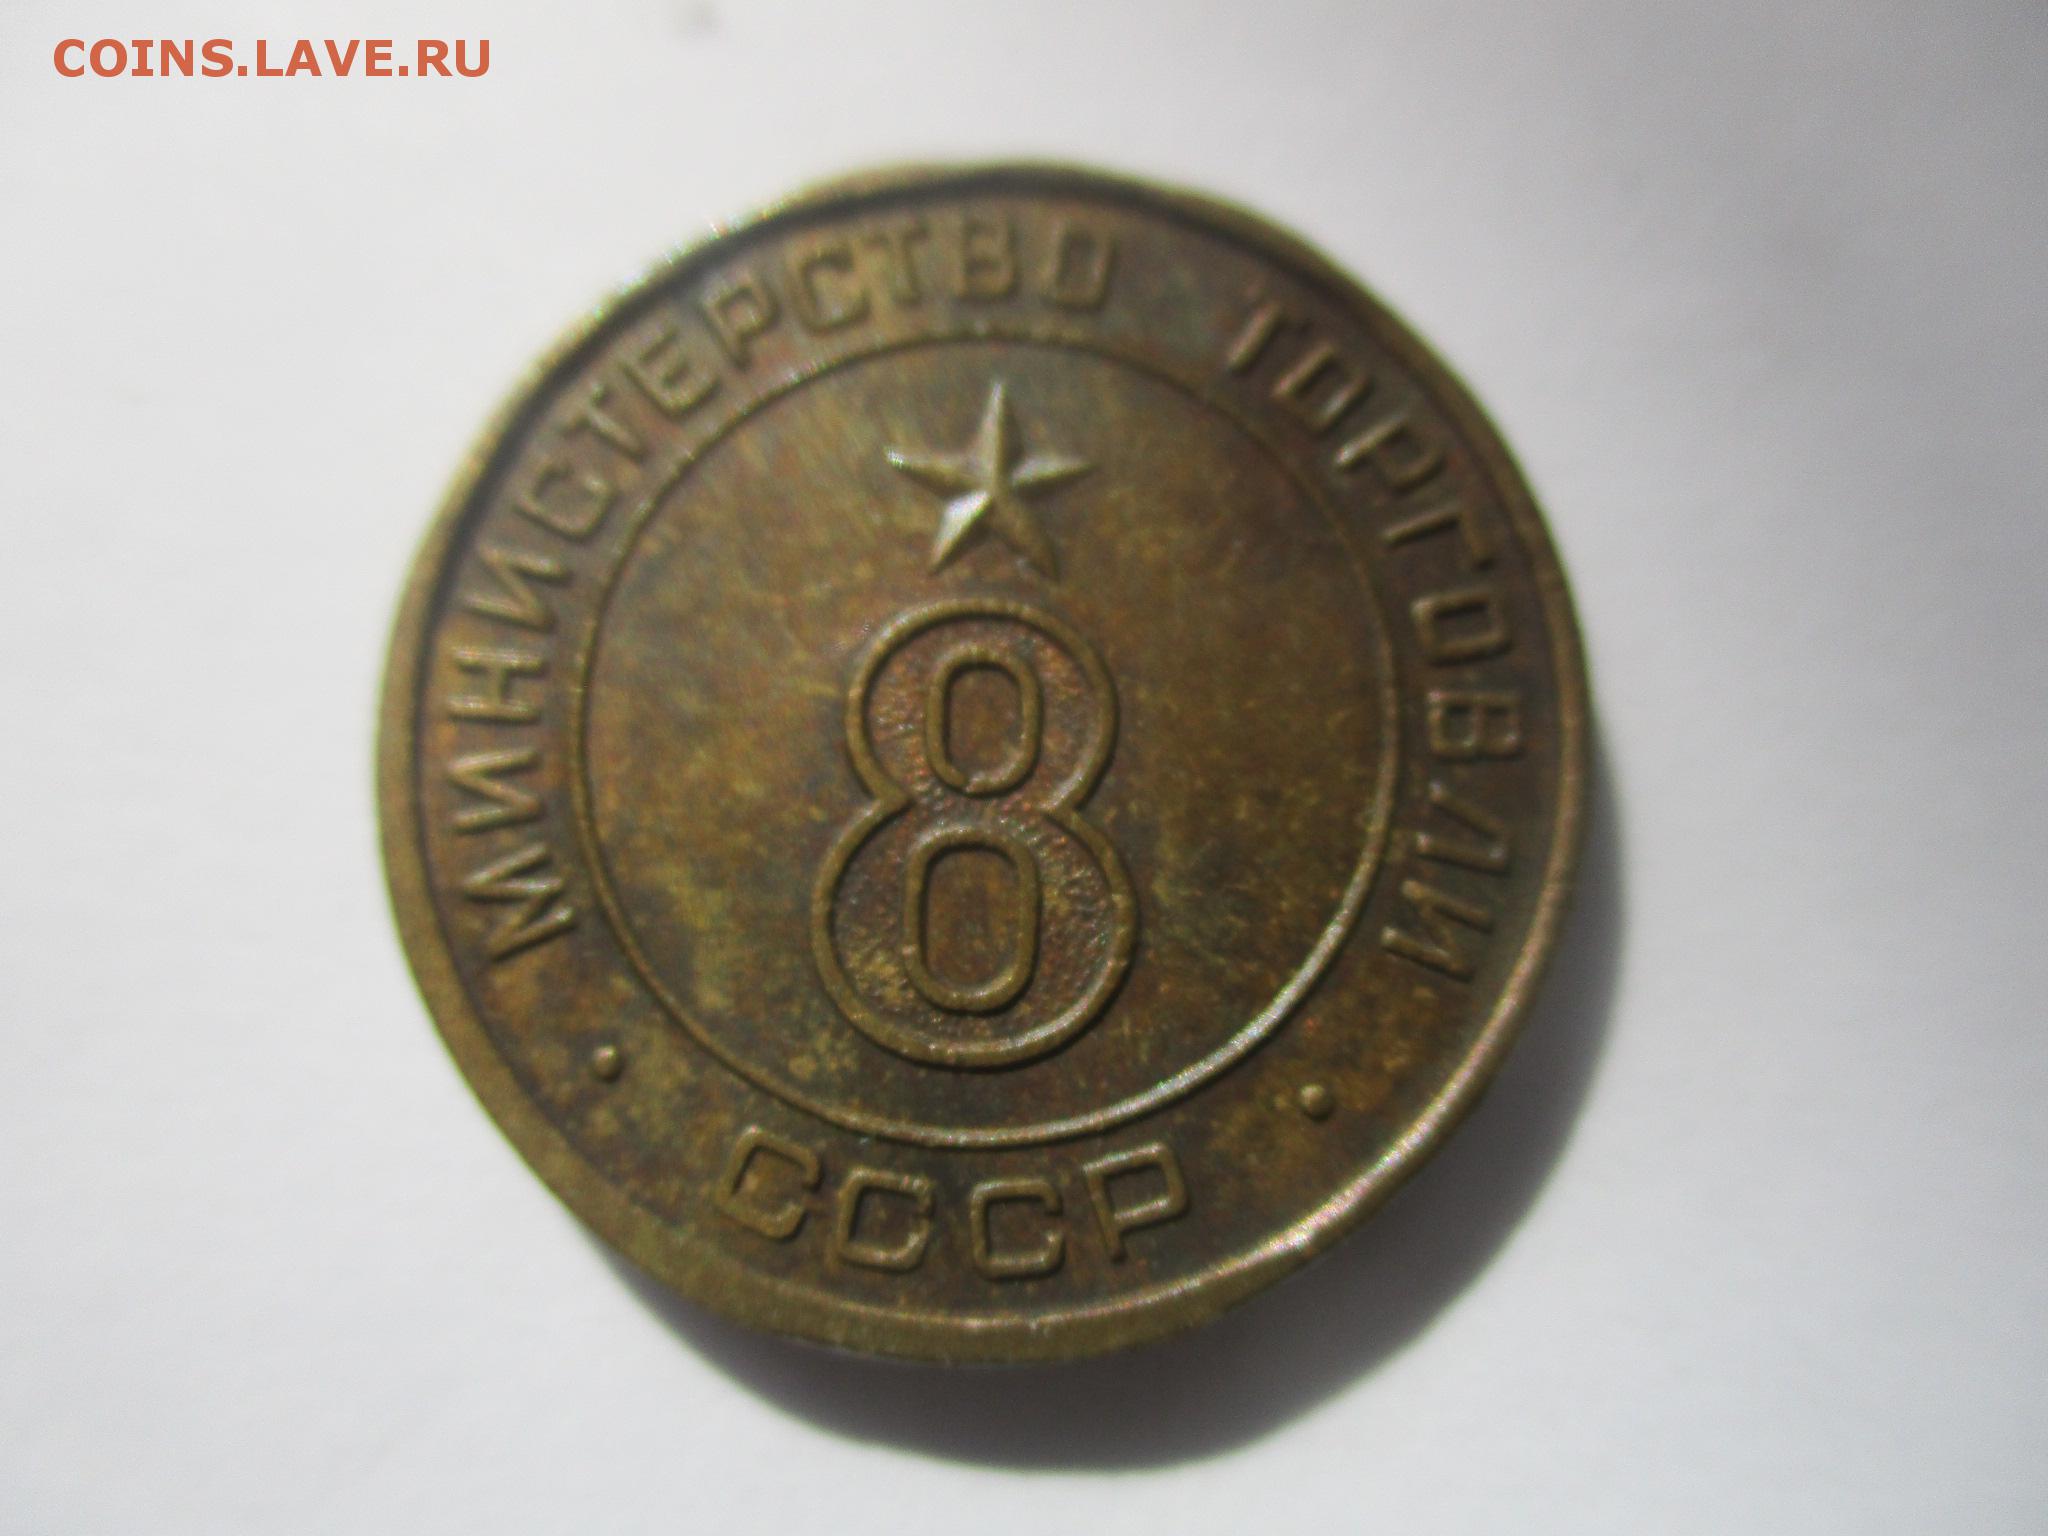 COINS.LAVE.RU
МИНИСТЕРСТВО ТОРГОВЛИ
8
· СССР ·